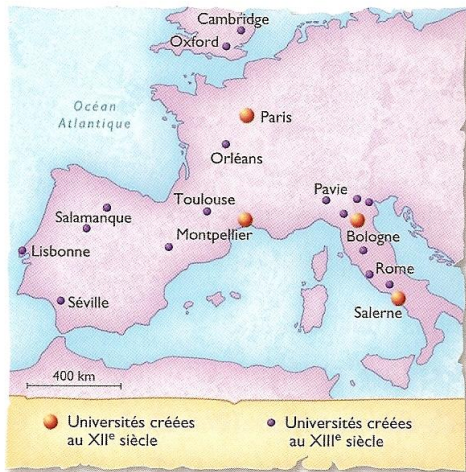 Cambridge
Oxford
Océan
Atlantique
Paris
Orléans
Toulouse
Pavie
Salamanque
Montpellier
Bologne
Lisbonne
Rome
Séville
Salerne
400 km
Universités créées
au XIIe siècle
Universités créées
au XIIIe siècle